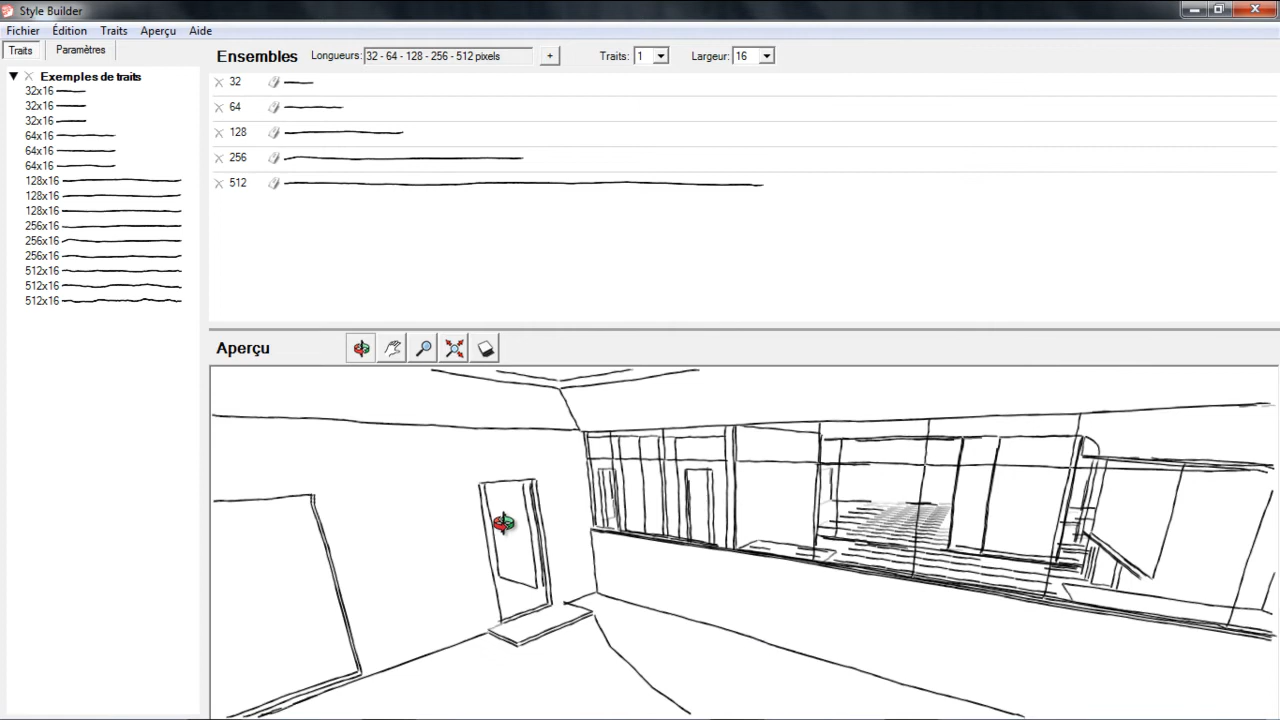 Style Builder
Fichier Édition Traits Aperçu Aide
Traits Paramètres
Exemples de traits
32x16
32x16
32x16
64x16
64x16
64x16
128x16
128x16
128x16
256x16
256x16
256x16
512x16
512x16
512x16
Ensembles Longueurs: 32 - 64 - 128 - 256 - 512 pixels + Traits: 1 Largeur: 16
32
64
128
256
512
Aperçu